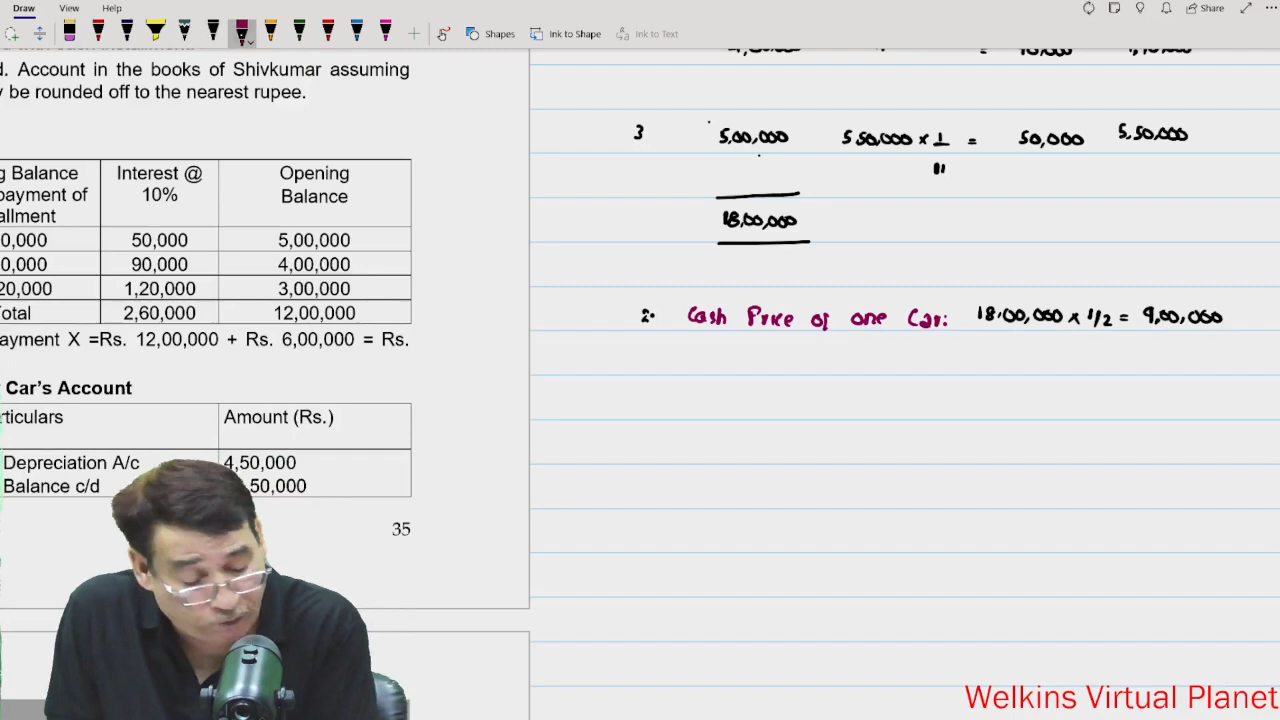 Draw View Help Share
Shapes Ink to Shape Ink to Text
d. Account in the books of Shivkumar assuming
y be rounded off to the nearest rupee.
g Balance Interest @ Opening
payment of 10% Balance
allment
0,000 50,000 5,00,000
0,000 90,000 4,00,000
20,000 1,20,000 3,00,000
Total 2,60,000 12,00,000
ayment X =Rs. 12,00,000 + Rs. 6,00,000 = Rs.
Car's Account
rticulars Amount (Rs.)
Depreciation A/c 4,50,000
Balance c/d 50,000
35
3 5,00,000 5,50,000 × 1/11 = 50,000 5,50,000
18,00,000
2. Cash Price of one Car: 18,00,000 × 1/2 = 9,00,000
Welkins Virtual Planet